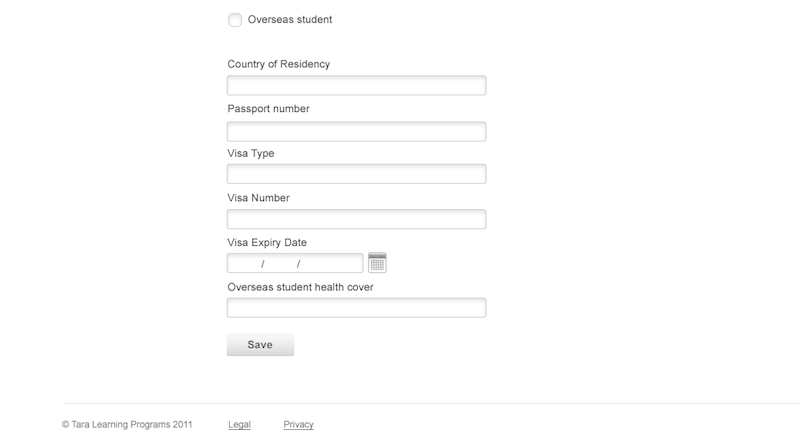 Overseas student
Country of Residency
Passport number
Visa Type
Visa Number
Visa Expiry Date
/ /
Overseas student health cover
Save
© Tara Learning Programs 2011 Legal Privacy